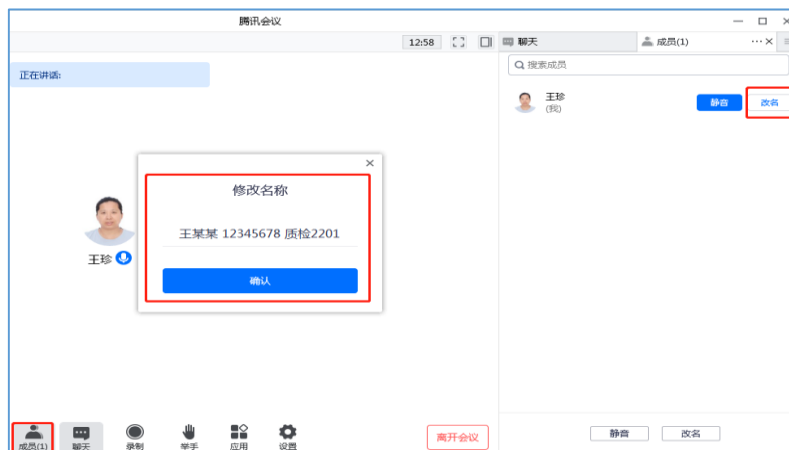 腾讯会议
12:58
聊天
成员(1)
正在讲话:
搜索成员
王珍
(我)
静音
改名
修改名称
王某某 12345678 质检2201
确认
王珍
成员(1)
聊天
录制
举手
应用
设置
离开会议
静音
改名